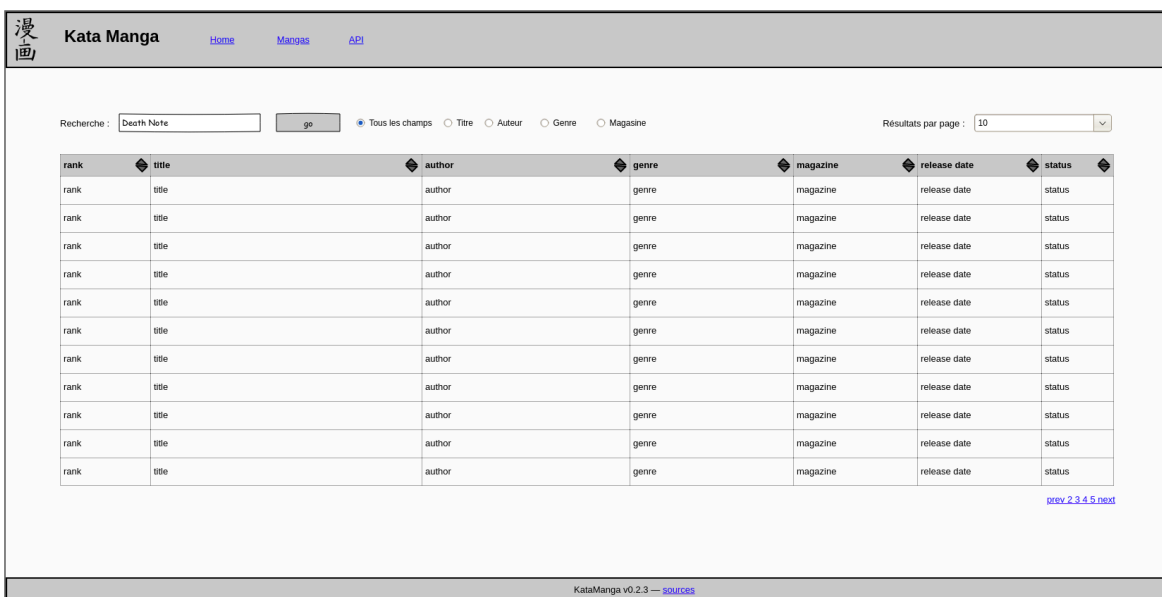 漫画
Kata Manga Home Mangas API
Recherche : Death Note go Tous les champs Titre Auteur Genre Magasine Résultats par page : 10
rank title author genre magazine release date status
rank title author genre magazine release date status
rank title author genre magazine release date status
rank title author genre magazine release date status
rank title author genre magazine release date status
rank title author genre magazine release date status
rank title author genre magazine release date status
rank title author genre magazine release date status
rank title author genre magazine release date status
rank title author genre magazine release date status
rank title author genre magazine release date status
rank title author genre magazine release date status
prev 2 3 4 5 next
KataManga v0.2.3 — sources